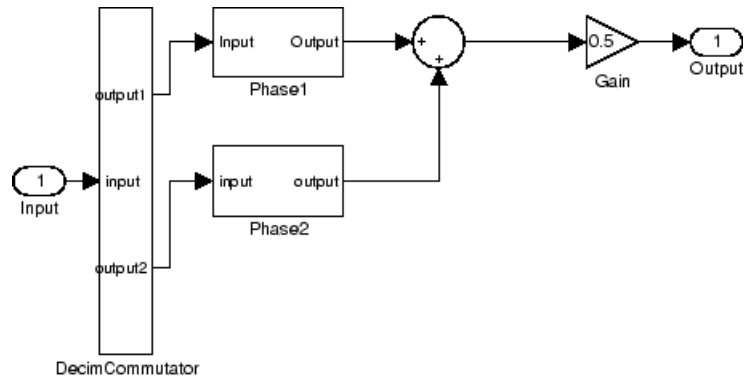 output1
input
output2
DecimCommutator
1
Input
Input Output
Phase1
input output
Phase2
+
+
0.5
Gain
1
Output